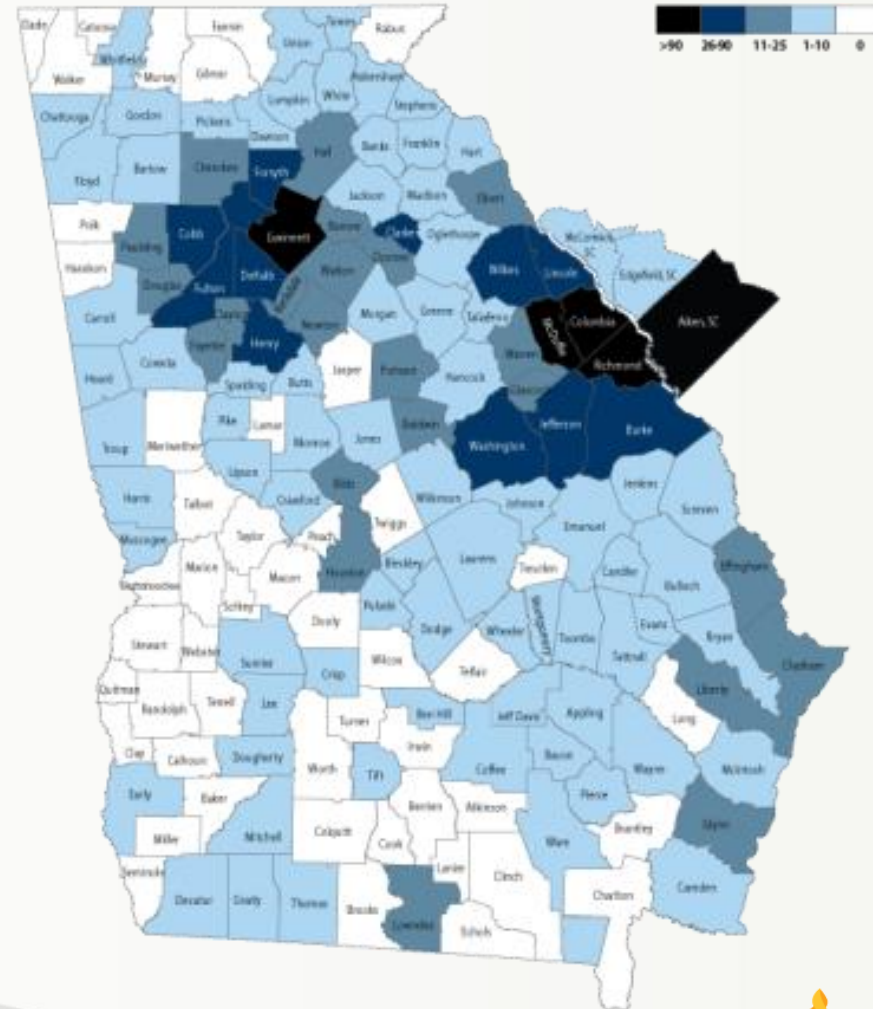 >90 26-90 11-25 1-10 0
Dade Catoosa Fannin Towns Rabun
Whitfield Union
Walker Murray Gilmer Habersham
Lumpkin White Stephens
Chattooga Gordon Pickens
Dawson Banks Franklin Hart
Floyd Bartow Cherokee Forsyth Hall
Jackson Madison Elbert
Polk Cobb Gwinnett Barrow Clarke Oglethorpe McCormick, SC
Paulding Oconee Edgefield, SC
Haralson DeKalb Walton Wilkes Lincoln
Douglas Fulton Rockdale
Carroll Clayton Newton Morgan Greene Taliaferro McDuffie Columbia Aiken, SC
Fayette Henry
Heard Coweta Jasper Putnam Hancock Warren Richmond
Spalding Butts Glascock
Troup Meriwether Pike Lamar Monroe Jones Baldwin Washington Jefferson Burke
Upson
Harris Talbot Crawford Bibb Wilkinson Johnson Jenkins Screven
Twiggs Emanuel
Muscogee Taylor Peach
Marion Macon Houston Bleckley Laurens Treutlen Candler Bulloch Effingham
Schley
Dooly Pulaski Dodge Wheeler Montgomery Toombs Evans Bryan
Stewart Webster Sumter Tattnall
Wilcox Telfair Chatham
Quitman Crisp Liberty
Randolph Terrell Lee Turner Ben Hill Jeff Davis Appling Long
Clay Calhoun Dougherty Worth Irwin Coffee Bacon Wayne McIntosh
Early Baker Tift Pierce
Berrien Atkinson
Miller Mitchell Colquitt Cook Ware Brantley Glynn
Seminole Lanier Clinch
Decatur Grady Thomas Brooks Lowndes Charlton Camden
Echols